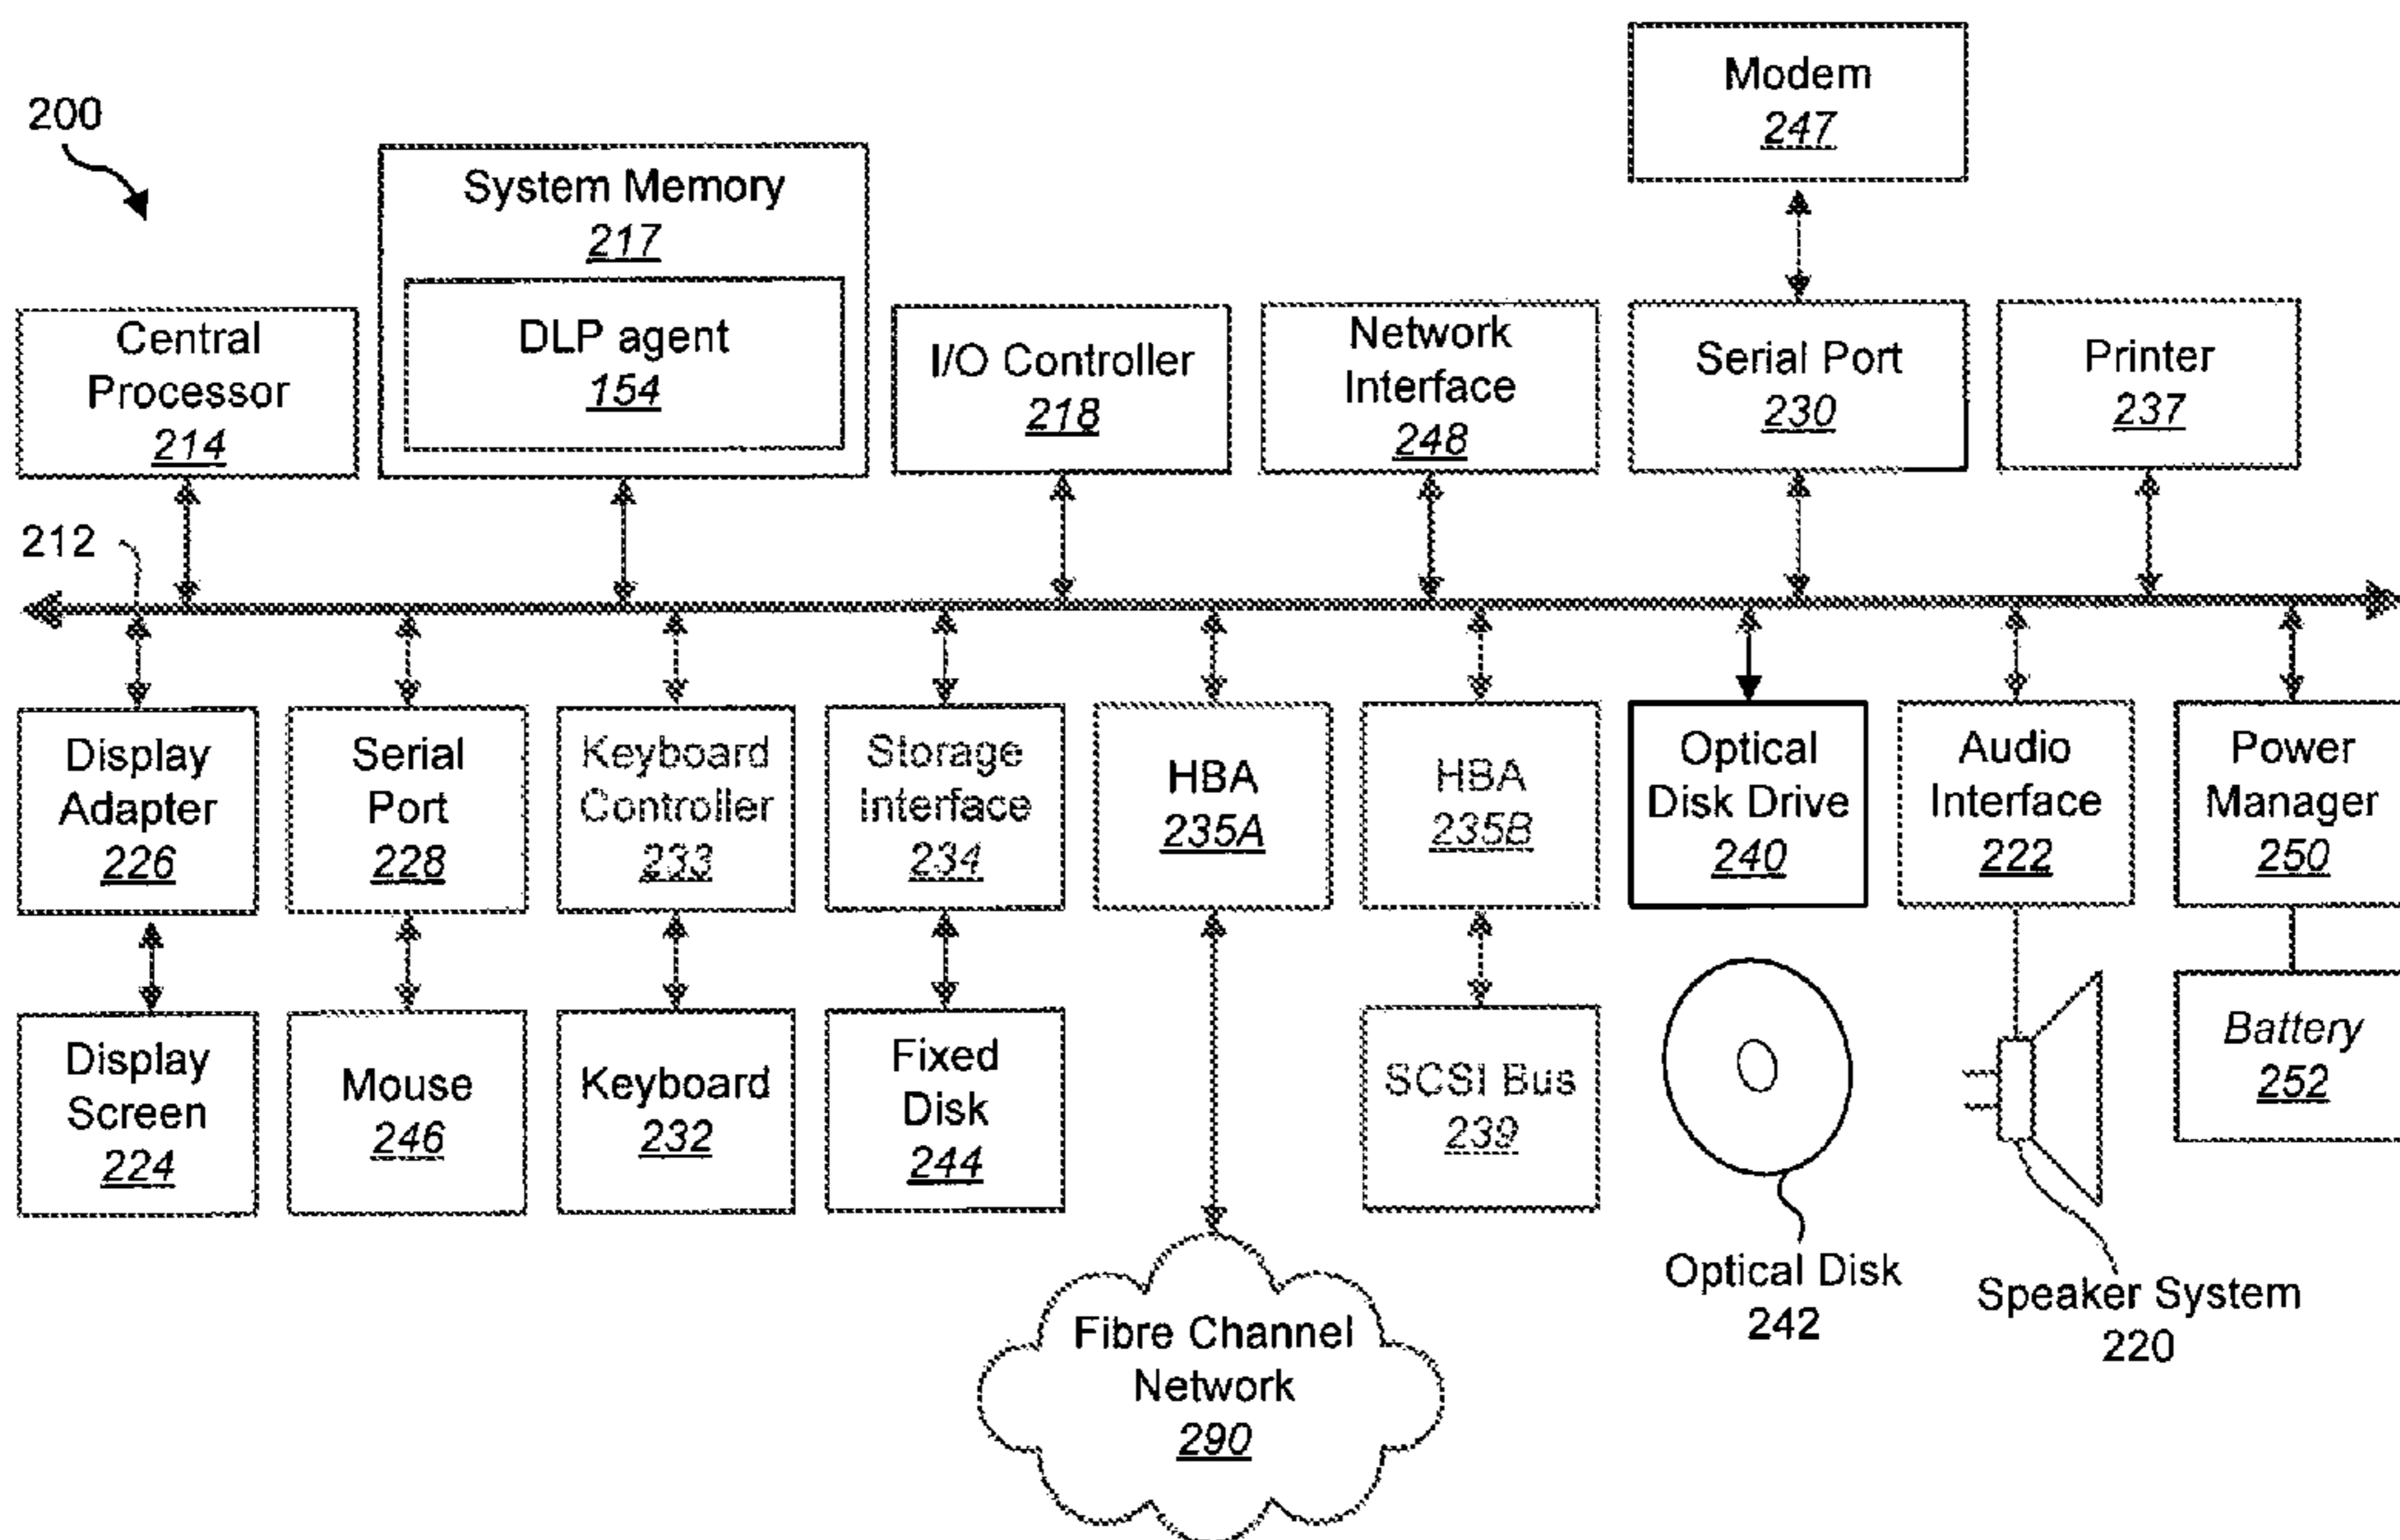 200
Modem
247
System Memory
217
DLP agent
154
Central
Processor
214
I/O Controller
218
Network
Interface
248
Serial Port
230
Printer
237
212
Display
Adapter
226
Serial
Port
228
Keyboard
Controller
233
Storage
Interface
234
HBA
235A
HBA
235B
Optical
Disk Drive
240
Audio
Interface
222
Power
Manager
250
Display
Screen
224
Mouse
246
Keyboard
232
Fixed
Disk
244
SCSI Bus
239
Battery
252
Optical Disk
242
Speaker System
220
Fibre Channel
Network
290